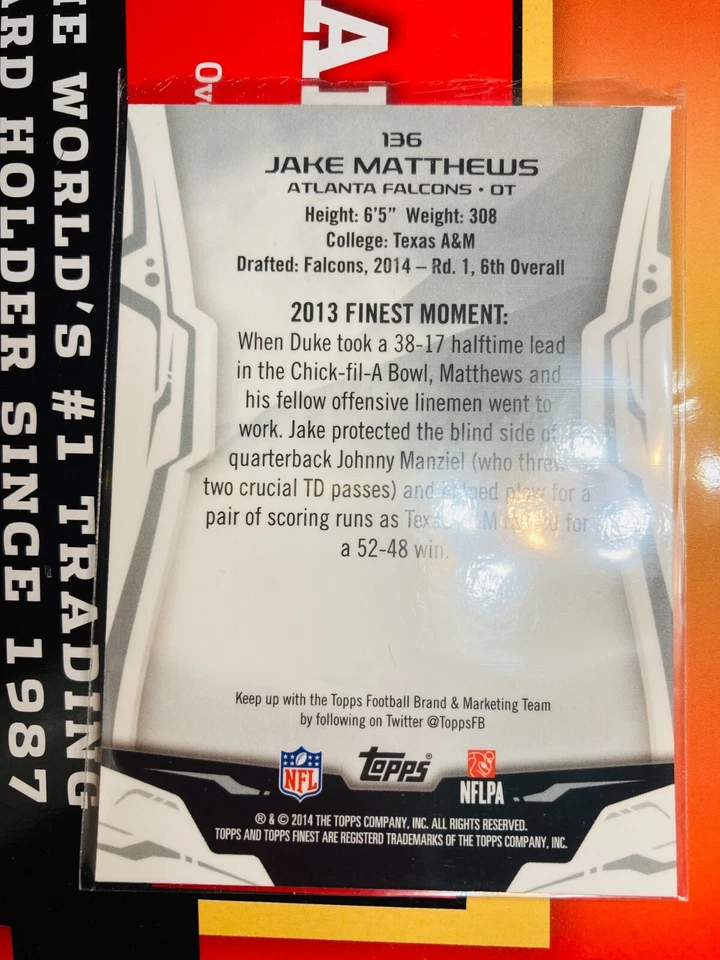 136
JAKE MATTHEWS
ATLANTA FALCONS • OT
Height: 6'5" Weight: 308
College: Texas A&M
Drafted: Falcons, 2014 – Rd. 1, 6th Overall
2013 FINEST MOMENT:
When Duke took a 38-17 halftime lead
in the Chick-fil-A Bowl, Matthews and
his fellow offensive linemen went to
work. Jake protected the blind side of
quarterback Johnny Manziel (who threw
two crucial TD passes) and for a
pair of scoring runs as for
a 52-48 win.
Keep up with the Topps Football Brand & Marketing Team
by following on Twitter @ToppsFB
NFL
Topps®
NFLPA
® & © 2014 THE TOPPS COMPANY, INC. ALL RIGHTS RESERVED.
TOPPS AND TOPPS FINEST ARE REGISTERD TRADEMARKS OF THE TOPPS COMPANY, INC.
WORLD'S #1 TRADING
HOLDER SINCE 1987